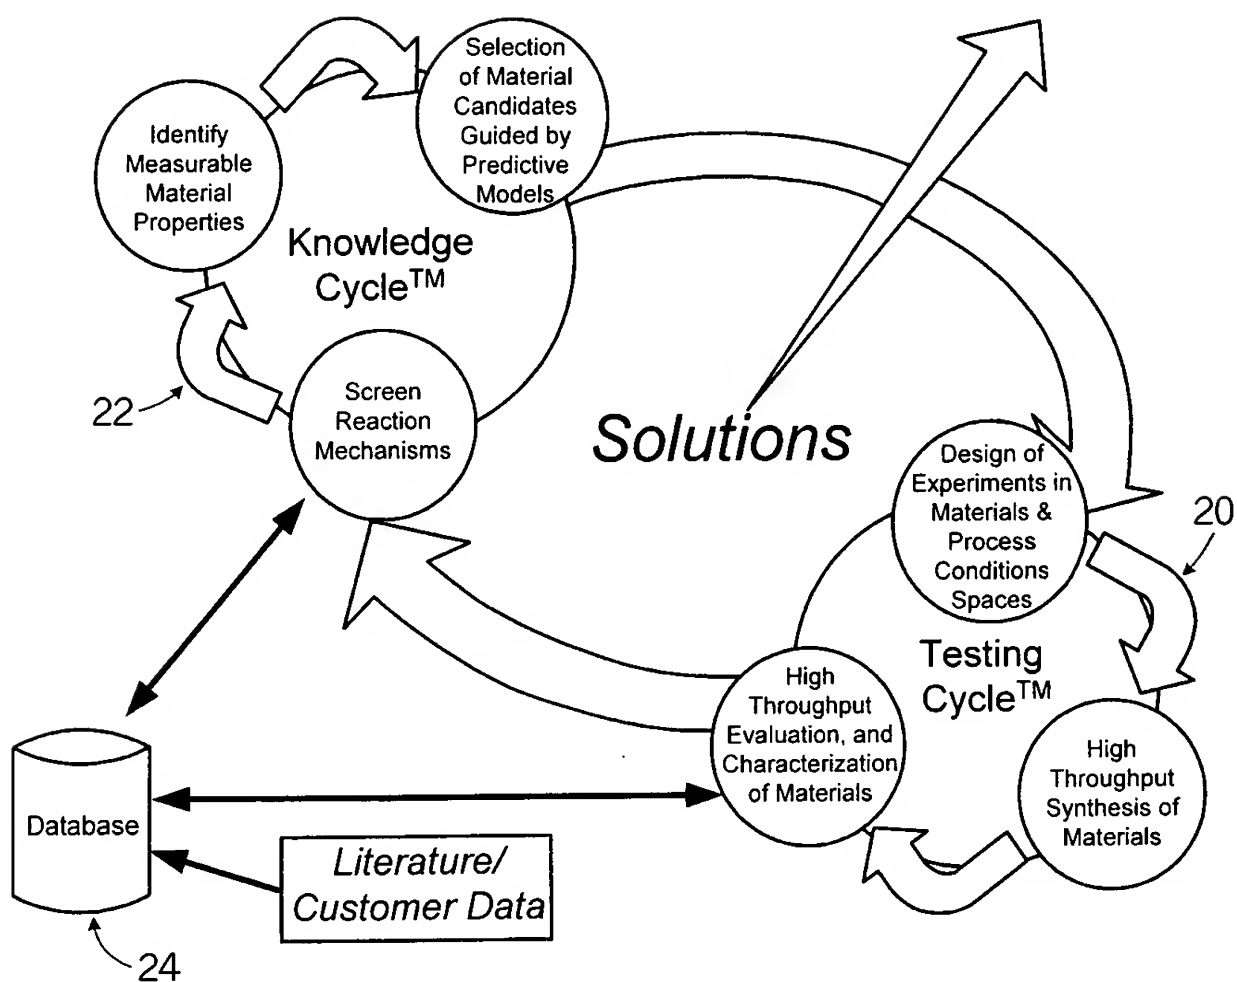 Selection
of Material
Candidates
Guided by
Predictive
Models
Identify
Measurable
Material
Properties
Knowledge
Cycle™
Screen
Reaction
Mechanisms
22
Solutions
Design of
Experiments in
Materials &
Process
Conditions
Spaces
20
Testing
Cycle™
High
Throughput
Evaluation, and
Characterization
of Materials
High
Throughput
Synthesis of
Materials
Database
Literature/
Customer Data
24